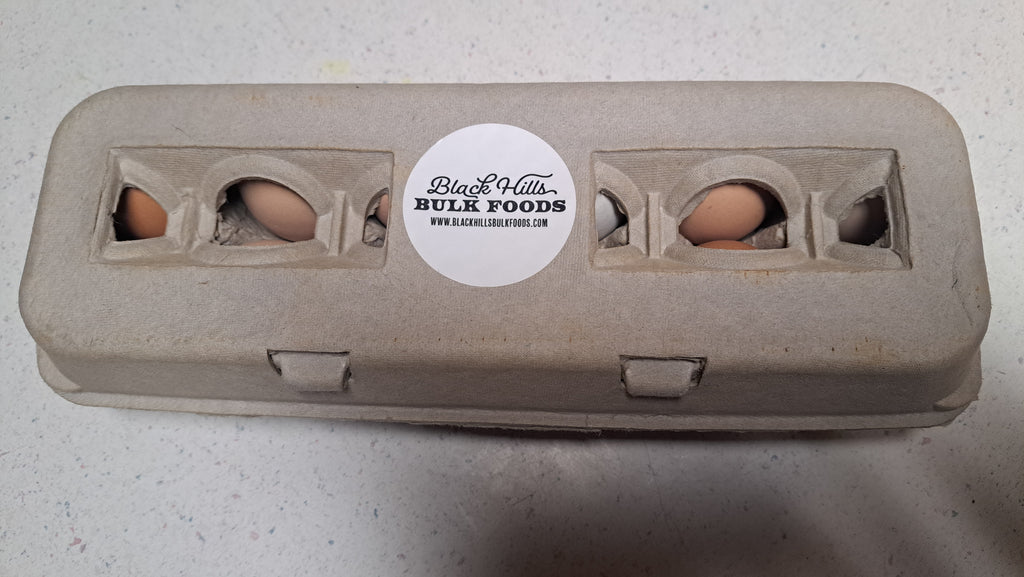 Black Hills
BULK FOODS
WWW.BLACKHILLSBULKFOODS.COM